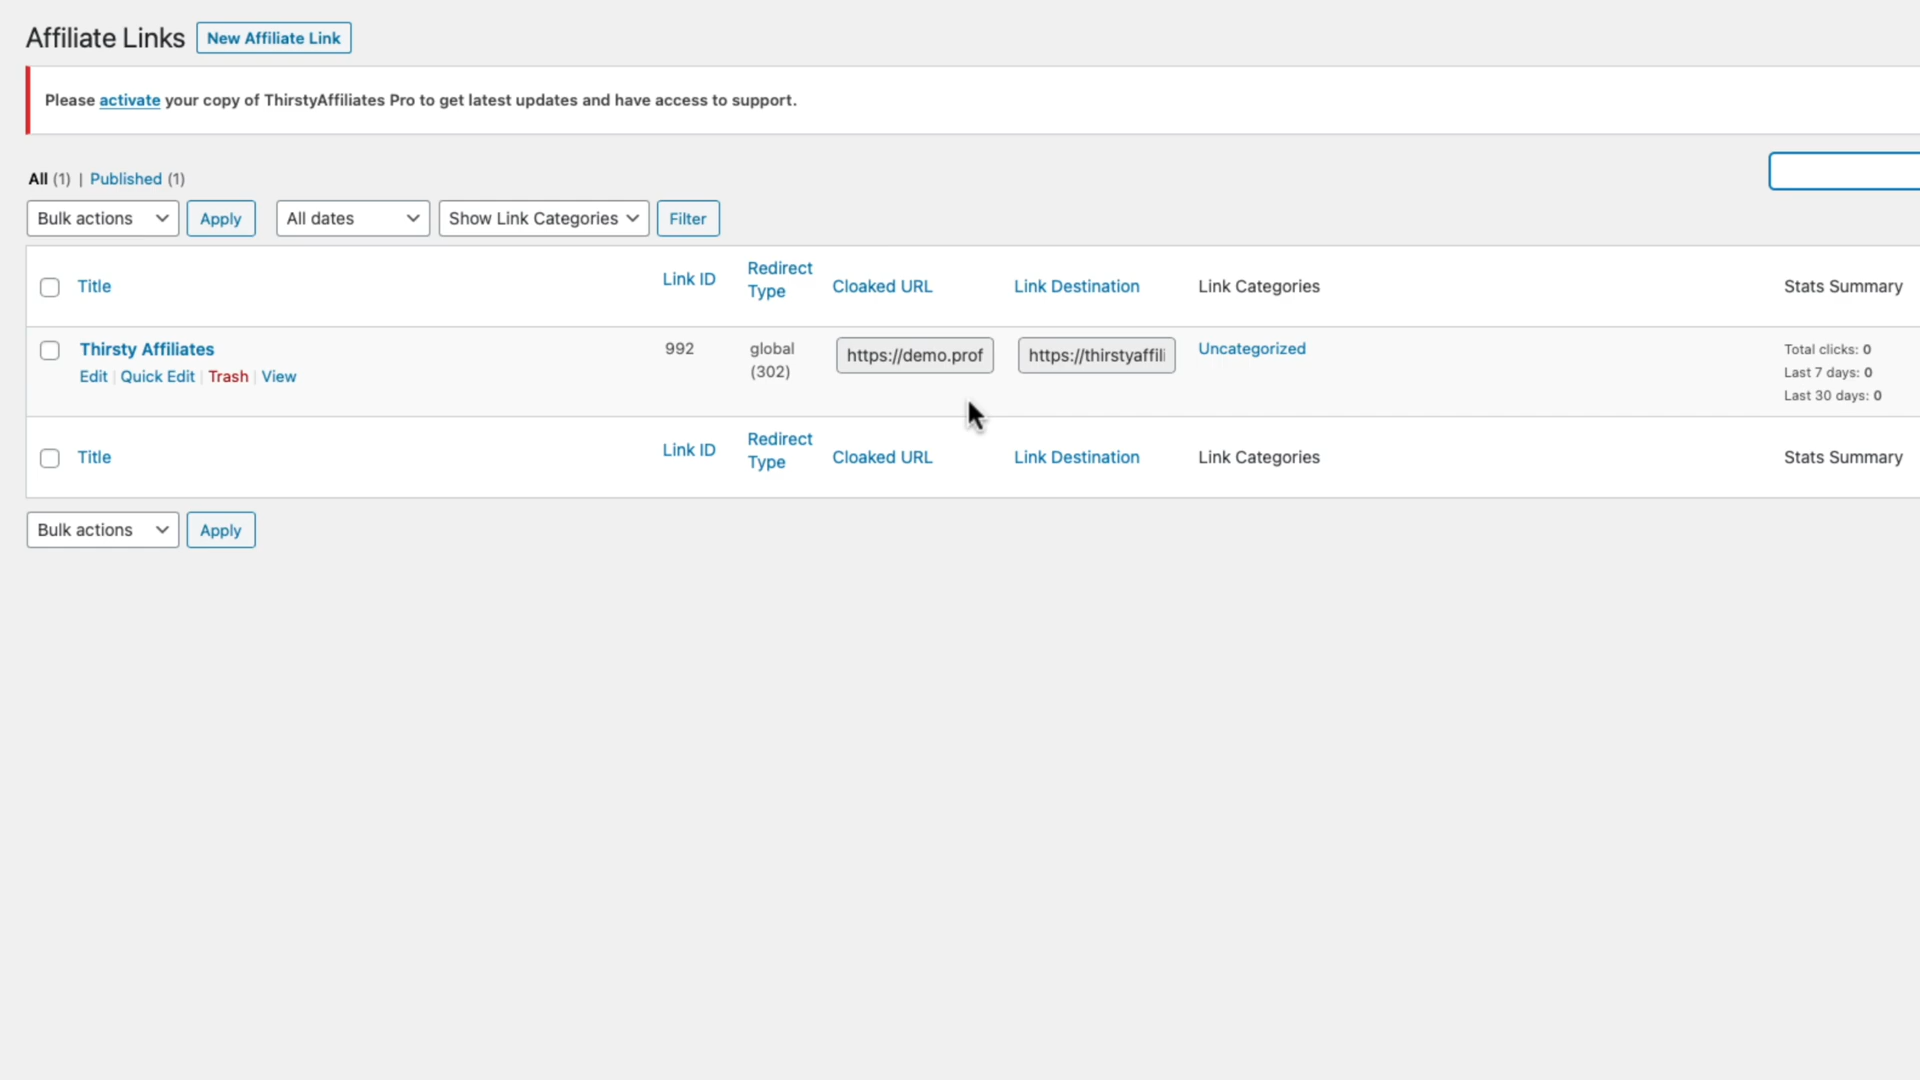 Affiliate Links New Affiliate Link
Please activate your copy of ThirstyAffiliates Pro to get latest updates and have access to support.
All (1) | Published (1)
Bulk actions Apply All dates Show Link Categories Filter
Title Link ID Redirect Type Cloaked URL Link Destination Link Categories Stats Summary
Thirsty Affiliates 992 global (302) https://demo.prof https://thirstyaffili Uncategorized Total clicks: 0
Edit | Quick Edit | Trash | View Last 7 days: 0
Last 30 days: 0
Title Link ID Redirect Type Cloaked URL Link Destination Link Categories Stats Summary
Bulk actions Apply